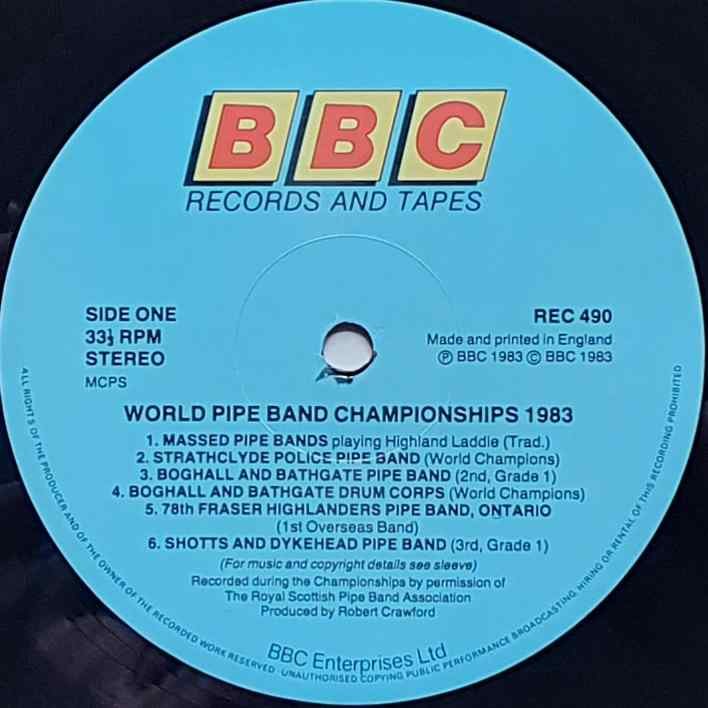 BBC
RECORDS AND TAPES
SIDE ONE
33⅓ RPM
STEREO
MCPS
REC 490
Made and printed in England
Ⓟ BBC 1983 © BBC 1983
WORLD PIPE BAND CHAMPIONSHIPS 1983
1. MASSED PIPE BANDS playing Highland Laddie (Trad.)
2. STRATHCLYDE POLICE PIPE BAND (World Champions)
3. BOGHALL AND BATHGATE PIPE BAND (2nd, Grade 1)
4. BOGHALL AND BATHGATE DRUM CORPS (World Champions)
5. 78th FRASER HIGHLANDERS PIPE BAND, ONTARIO
(1st Overseas Band)
6. SHOTTS AND DYKEHEAD PIPE BAND (3rd, Grade 1)
(For music and copyright details see sleeve)
Recorded during the Championships by permission of
The Royal Scottish Pipe Band Association
Produced by Robert Crawford
BBC Enterprises Ltd
ALL RIGHTS OF THE PRODUCER AND OF THE OWNER OF THE RECORDED WORK RESERVED · UNAUTHORISED COPYING PUBLIC PERFORMANCE BROADCASTING, HIRING OR RENTAL OF THIS RECORDING PROHIBITED